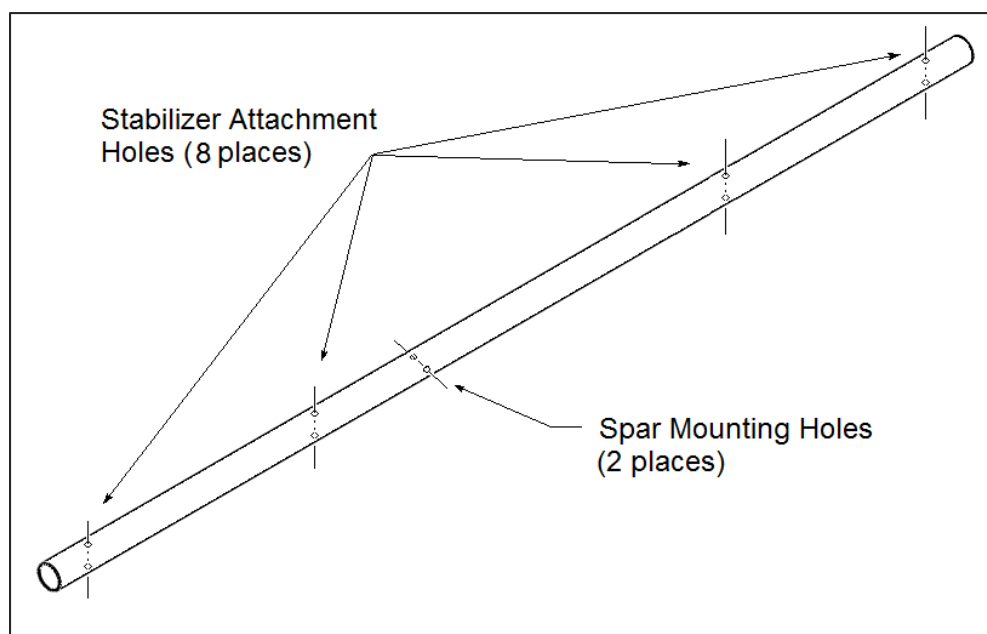 Stabilizer Attachment
Holes (8 places)
Spar Mounting Holes
(2 places)